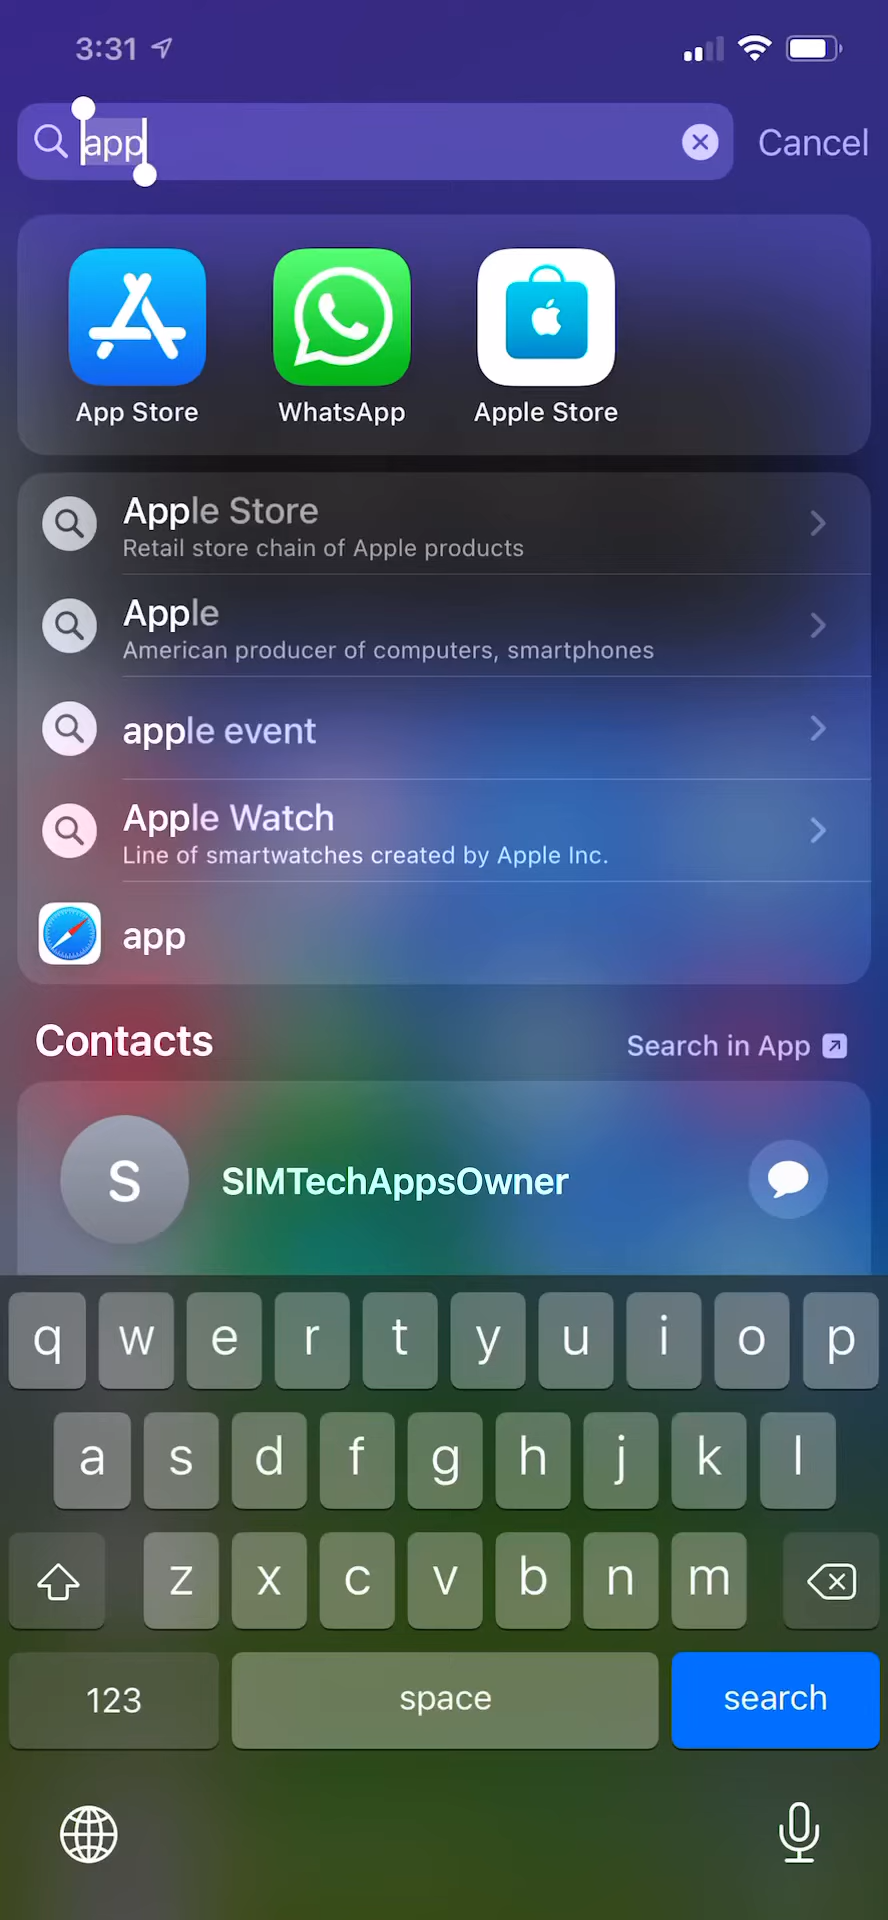 3:31
app
Cancel
App Store
WhatsApp
Apple Store
Apple Store
Retail store chain of Apple products
Apple
American producer of computers, smartphones
apple event
Apple Watch
Line of smartwatches created by Apple Inc.
app
Contacts
Search in App
S
SIMTechAppsOwner
q w e r t y u i o p
a s d f g h j k l
z x c v b n m
123
space
search